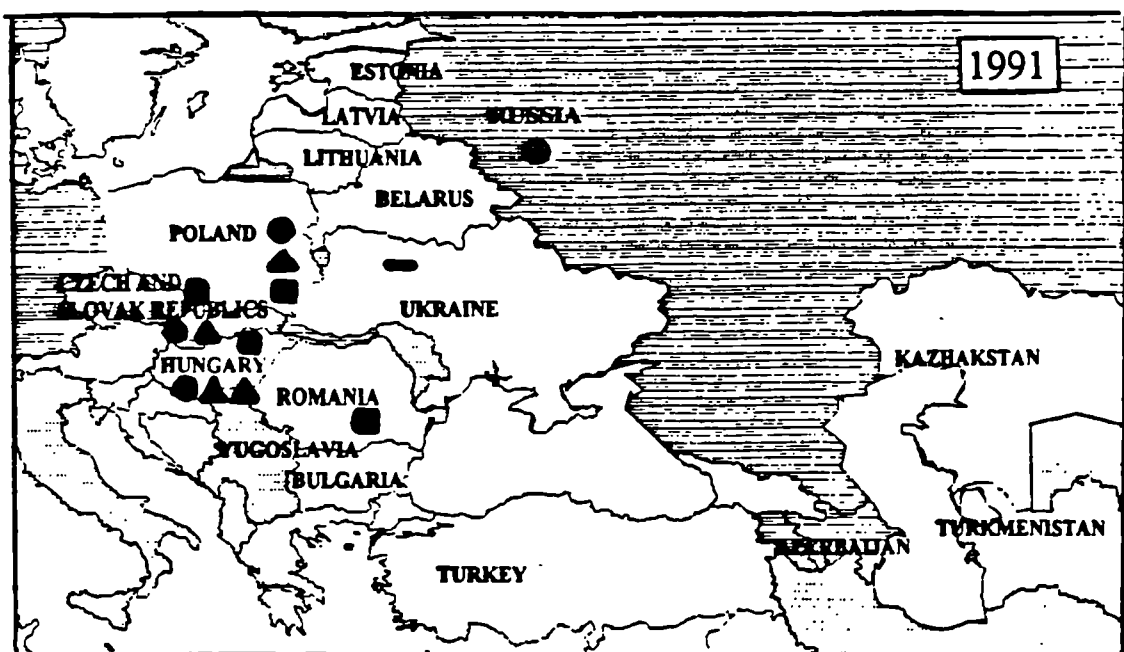 1991
ESTONIA
LATVIA
RUSSIA
LITHUANIA
BELARUS
POLAND
CZECH AND
SLOVAK REPUBLICS
UKRAINE
HUNGARY
KAZHAKSTAN
ROMANIA
YUGOSLAVIA
BULGARIA
TURKMENISTAN
AZERBAIJAN
TURKEY